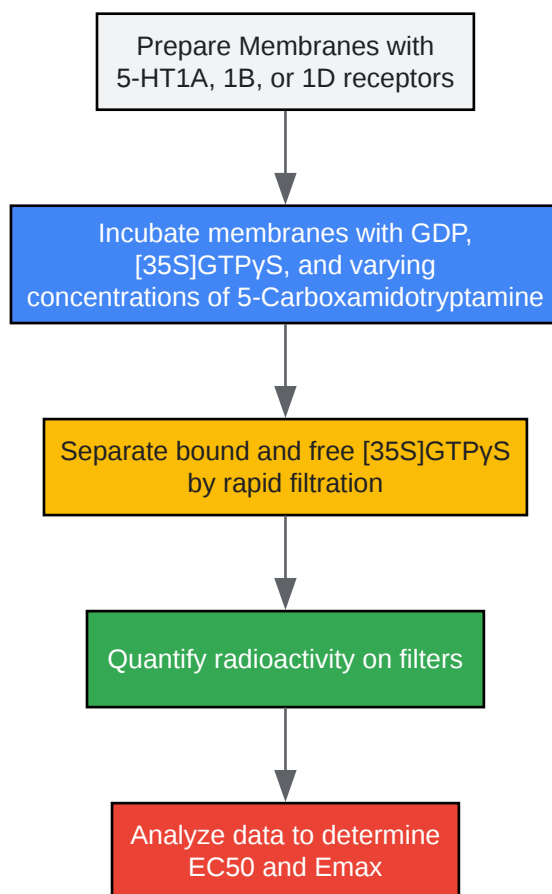 Prepare Membranes with
5-HT1A, 1B, or 1D receptors
Incubate membranes with GDP,
[35S]GTPγS, and varying
concentrations of 5-Carboxamidotryptamine
Separate bound and free [35S]GTPγS
by rapid filtration
Quantify radioactivity on filters
Analyze data to determine
EC50 and Emax